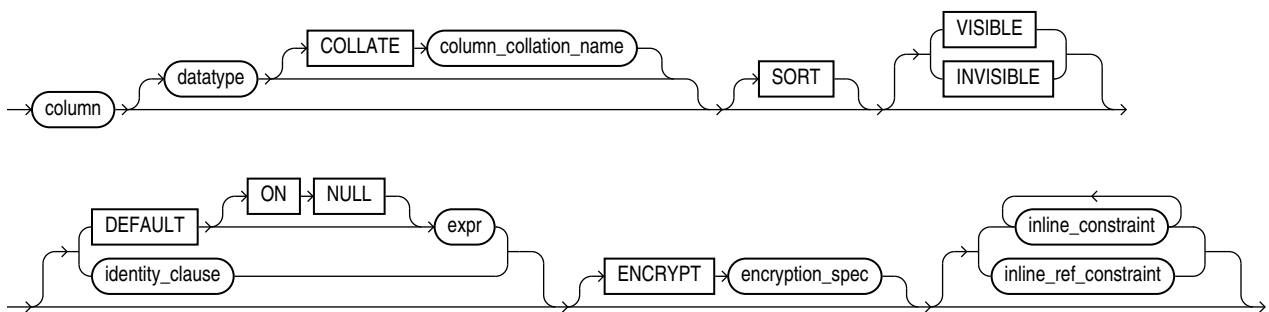 COLLATE column_collation_name
VISIBLE
datatype
SORT
INVISIBLE
column
ON NULL
DEFAULT
expr
inline_constraint
identity_clause
ENCRYPT encryption_spec
inline_ref_constraint